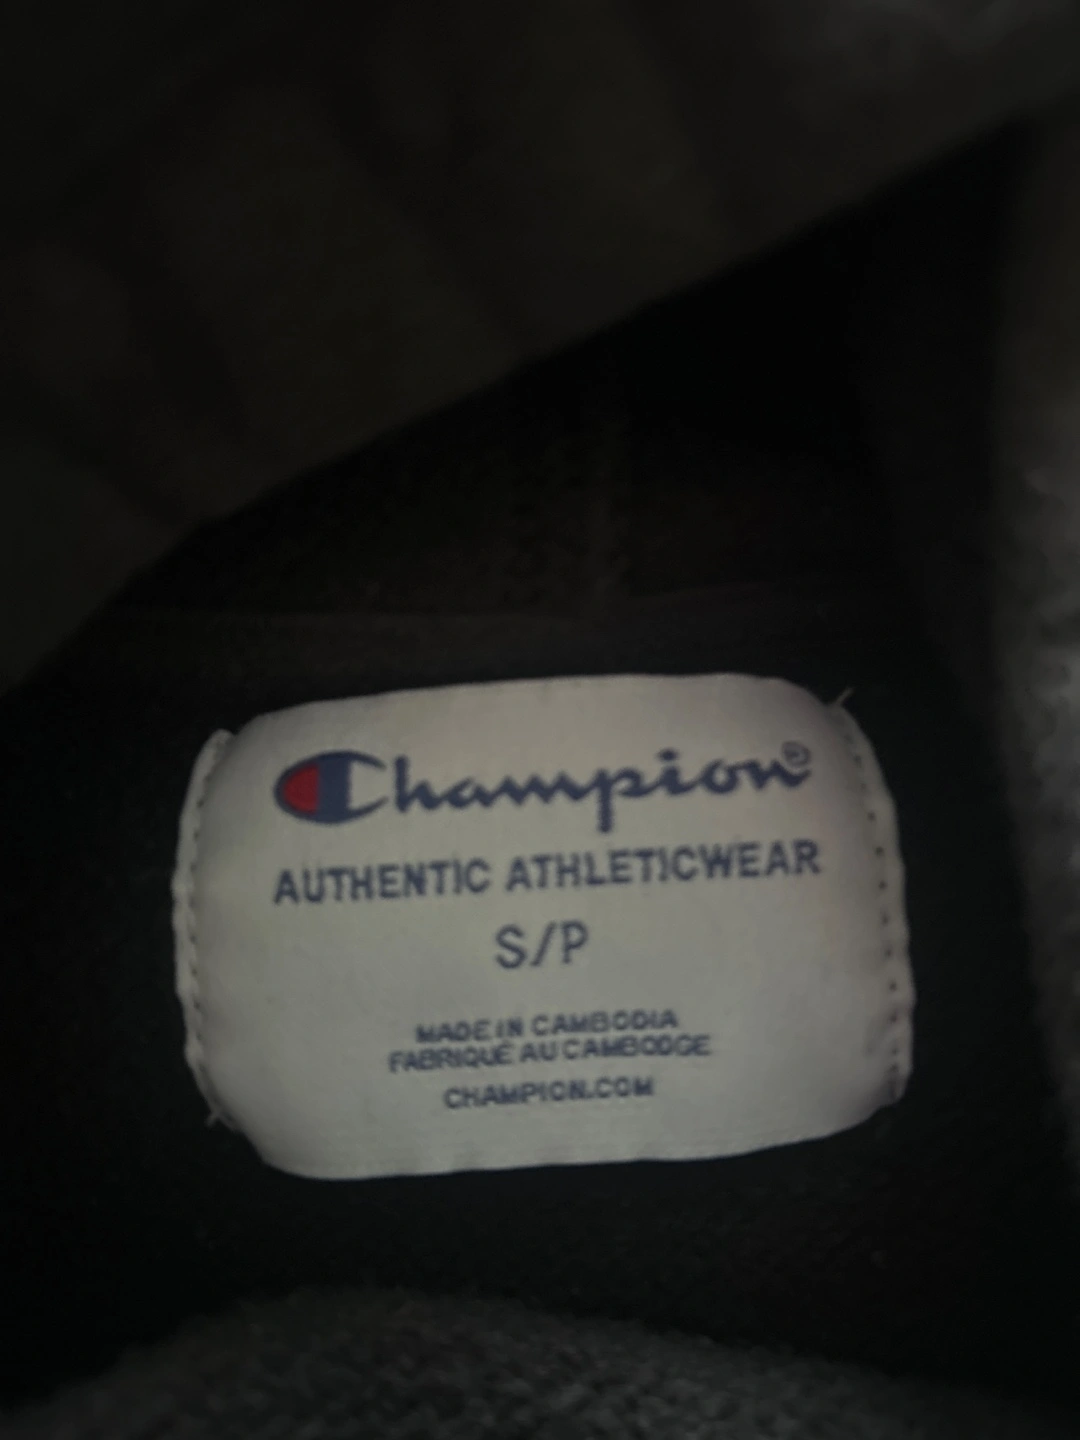 Champion®
AUTHENTIC ATHLETICWEAR
S/P
MADE IN CAMBODIA
FABRIQUÉ AU CAMBODGE
CHAMPION.COM